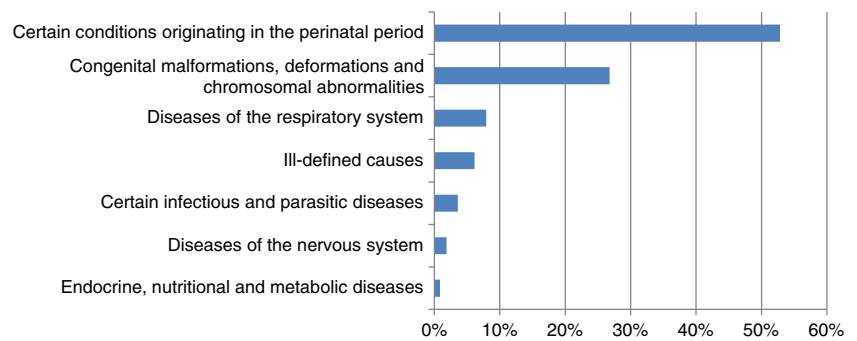 Certain conditions originating in the perinatal period
Congenital malformations, deformations and
chromosomal abnormalities
Diseases of the respiratory system
Ill-defined causes
Certain infectious and parasitic diseases
Diseases of the nervous system
Endocrine, nutritional and metabolic diseases
0% 10% 20% 30% 40% 50% 60%